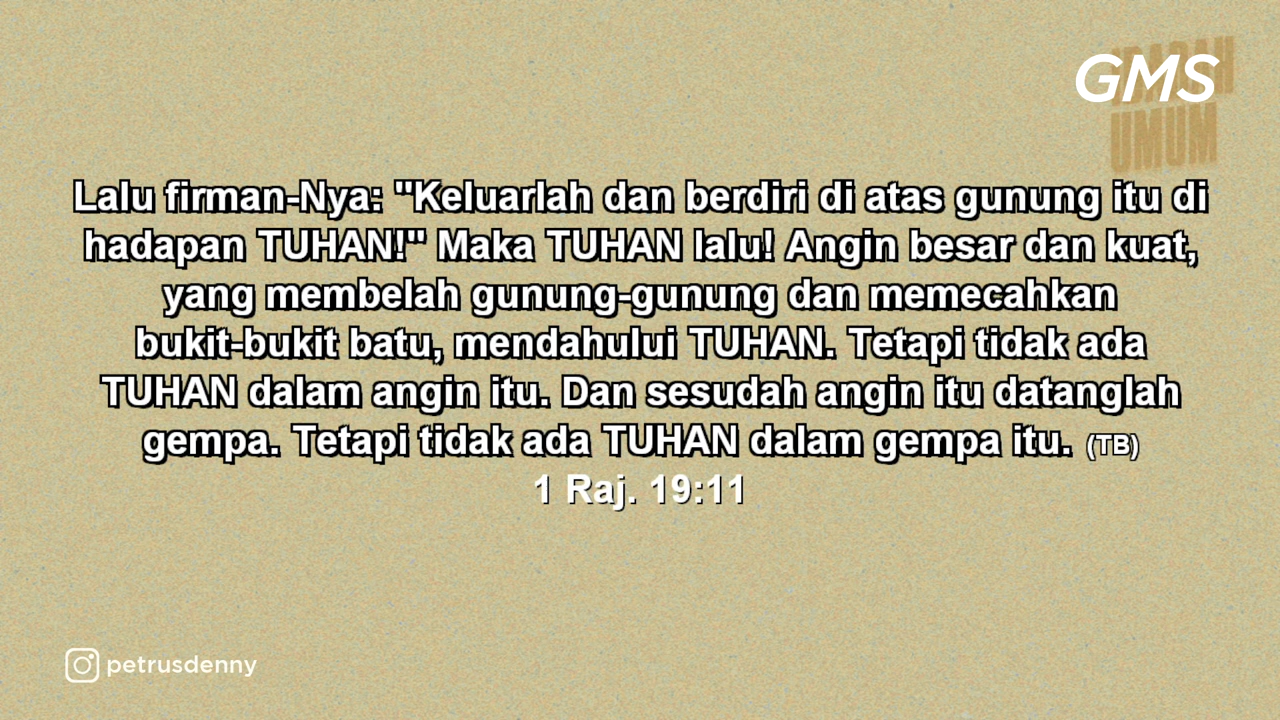 GMS
IBADAH
UMUM
Lalu firman-Nya: "Keluarlah dan berdiri di atas gunung itu di
hadapan TUHAN!" Maka TUHAN lalu! Angin besar dan kuat,
yang membelah gunung-gunung dan memecahkan
bukit-bukit batu, mendahului TUHAN. Tetapi tidak ada
TUHAN dalam angin itu. Dan sesudah angin itu datanglah
gempa. Tetapi tidak ada TUHAN dalam gempa itu. (TB)
1 Raj. 19:11
petrusdenny